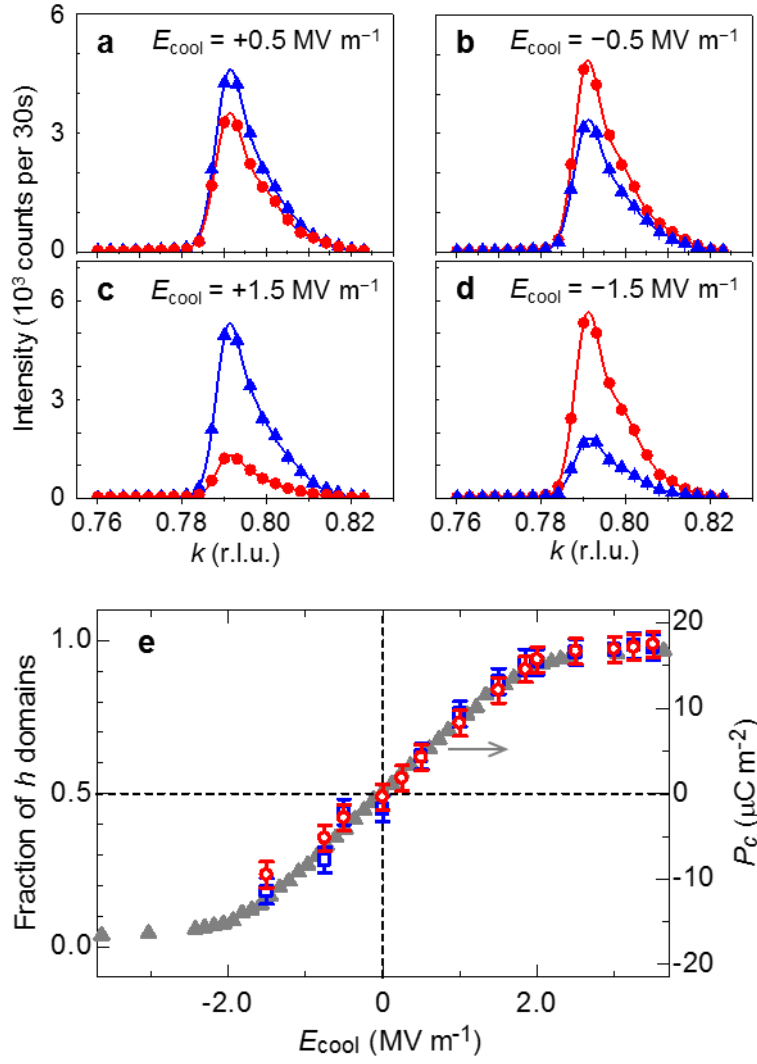 a E_cool = +0.5 MV m⁻¹
b E_cool = −0.5 MV m⁻¹
6
3
0
Intensity (10³ counts per 30s)
c E_cool = +1.5 MV m⁻¹
d E_cool = −1.5 MV m⁻¹
6
3
0
0.76 0.78 0.80 0.82
0.76 0.78 0.80 0.82
k (r.l.u.)
k (r.l.u.)
e
1.0
0.5
0.0
Fraction of h domains
20
10
0
-10
-20
P_c (μC m⁻²)
-2.0 0 2.0
E_cool (MV m⁻¹)